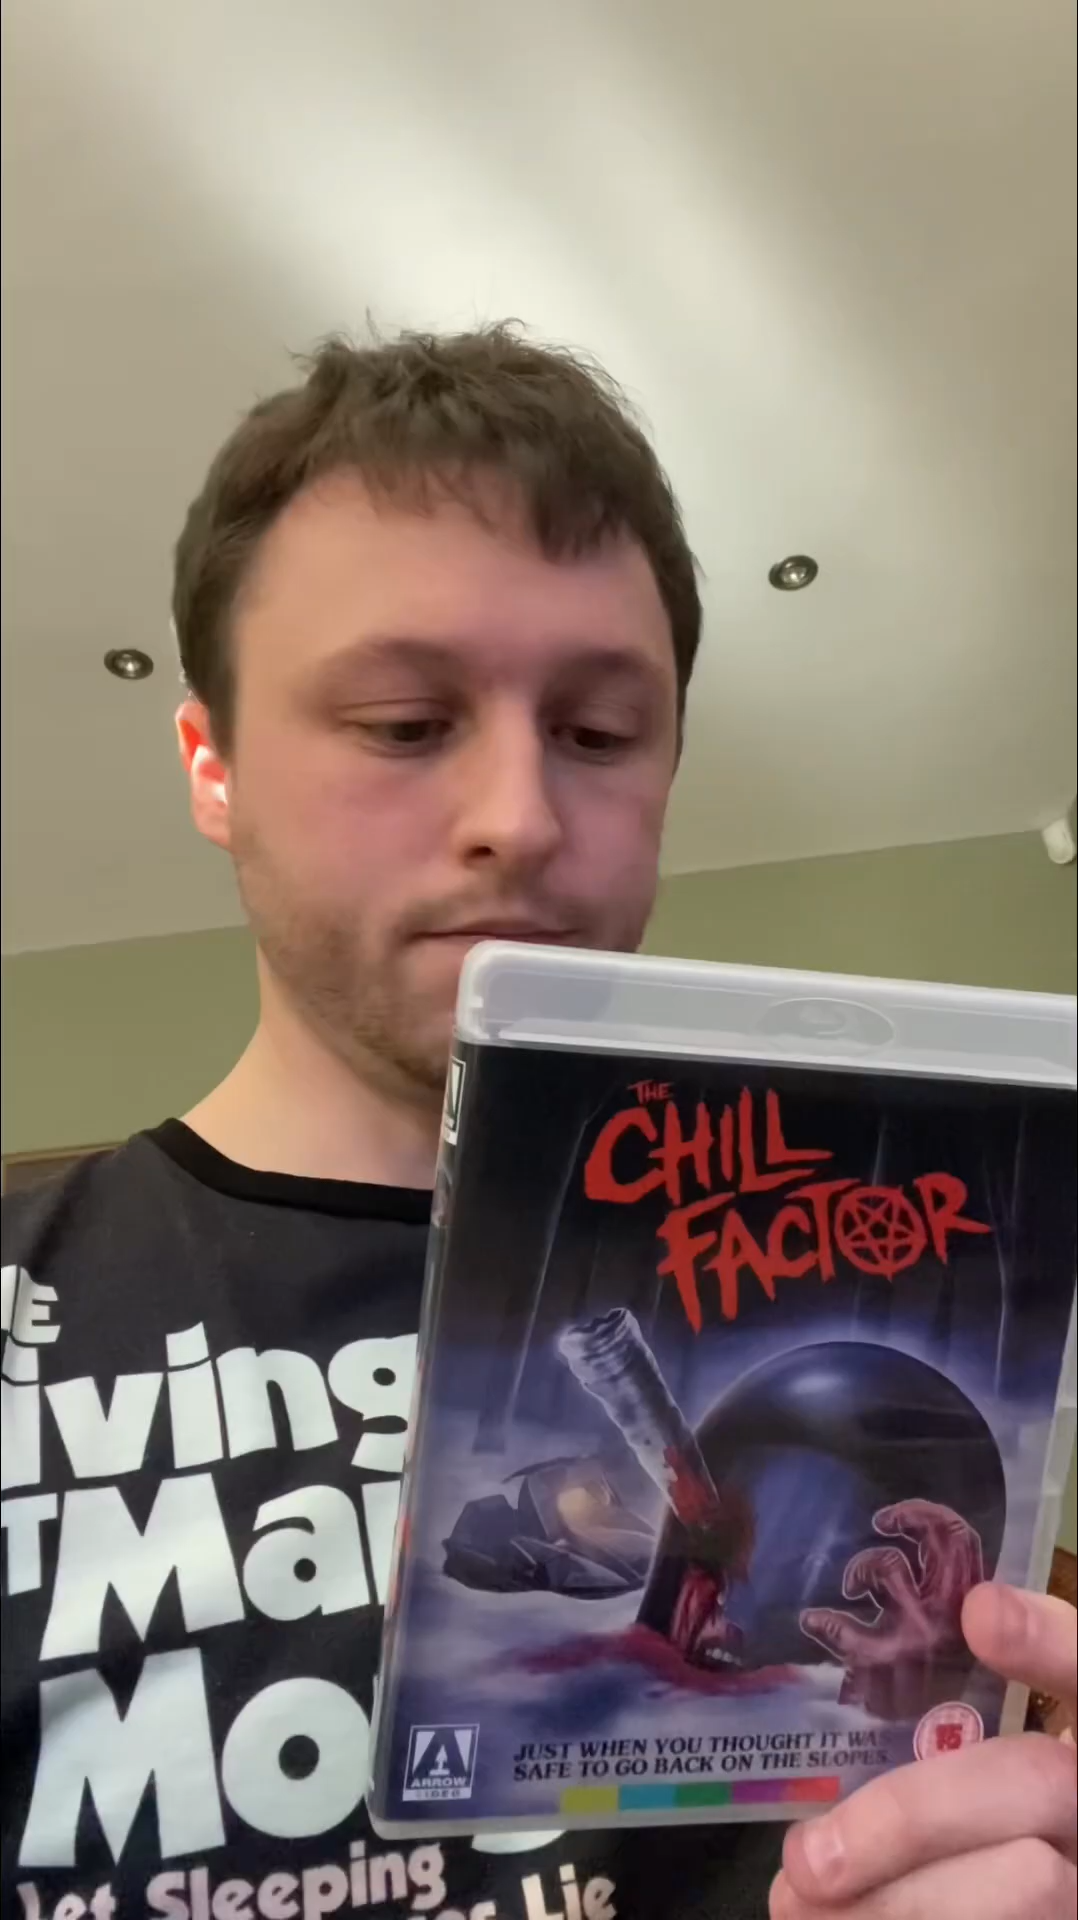 THE
CHILL
FACTOR
JUST WHEN YOU THOUGHT IT WAS
SAFE TO GO BACK ON THE SLOPES
15
ARROW
VIDEO
iving
Mo
Let Sleeping
Lie